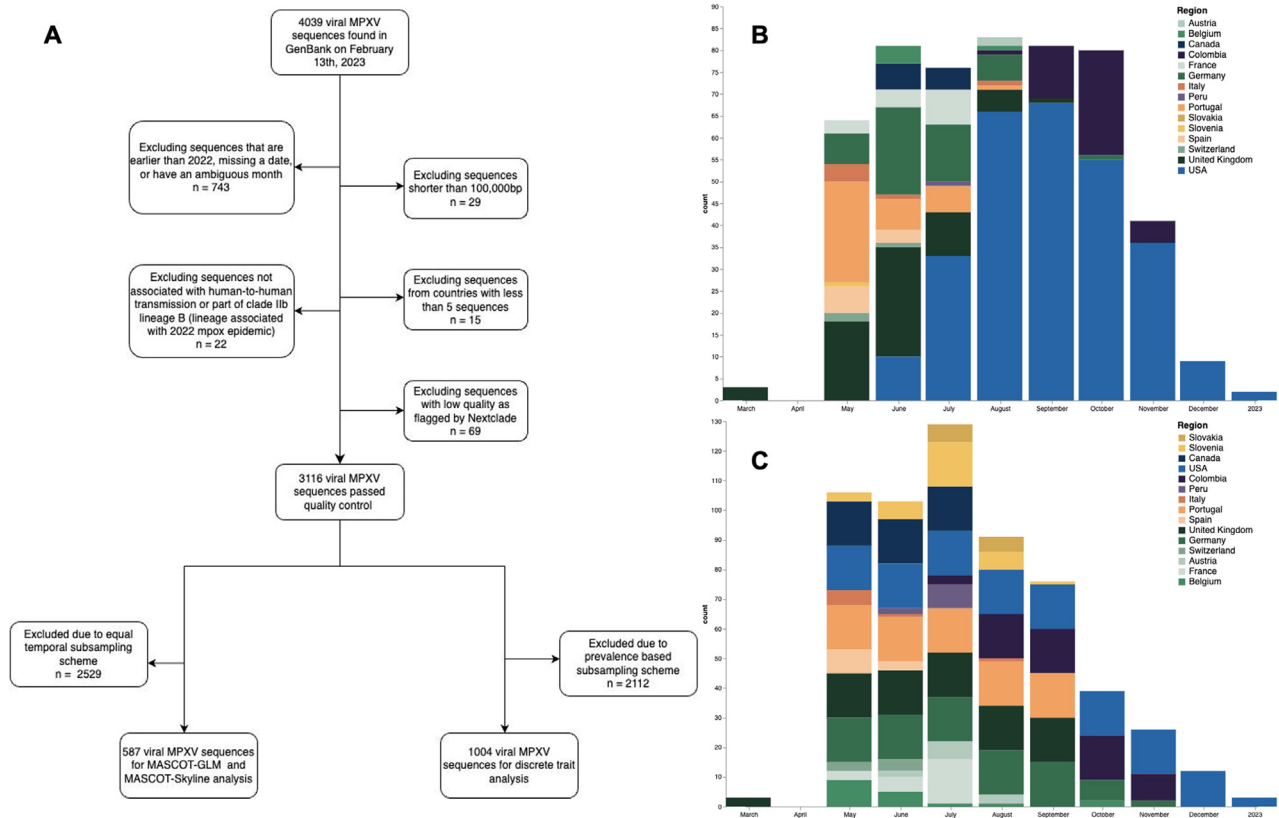 A
4039 viral MPXV
sequences found in
GenBank on February
13th, 2023
Excluding sequences that are
earlier than 2022, missing a date,
or have an ambiguous month
n = 743
Excluding sequences
shorter than 100,000bp
n = 29
Excluding sequences not
associated with human-to-human
transmission or part of clade IIb
lineage B (lineage associated
with 2022 mpox epidemic)
n = 22
Excluding sequences
from countries with less
than 5 sequences
n = 15
Excluding sequences
with low quality as
flagged by Nextclade
n = 69
3116 viral MPXV
sequences passed
quality control
Excluded due to equal
temporal subsampling
scheme
n = 2529
Excluded due to
prevalence based
subsampling scheme
n = 2112
587 viral MPXV sequences
for MASCOT-GLM and
MASCOT-Skyline analysis
1004 viral MPXV
sequences for discrete trait
analysis
B
90
85
80
75
70
65
60
55
50
45
40
35
30
25
20
15
10
5
0
count
March April May June July August September October November December 2023
Region
Austria
Belgium
Canada
Colombia
France
Germany
Italy
Peru
Portugal
Slovakia
Slovenia
Spain
Switzerland
United Kingdom
USA
C
130
120
110
100
90
80
70
60
50
40
30
20
10
0
count
March April May June July August September October November December 2023
Region
Slovakia
Slovenia
Canada
USA
Colombia
Peru
Italy
Portugal
Spain
United Kingdom
Germany
Switzerland
Austria
France
Belgium